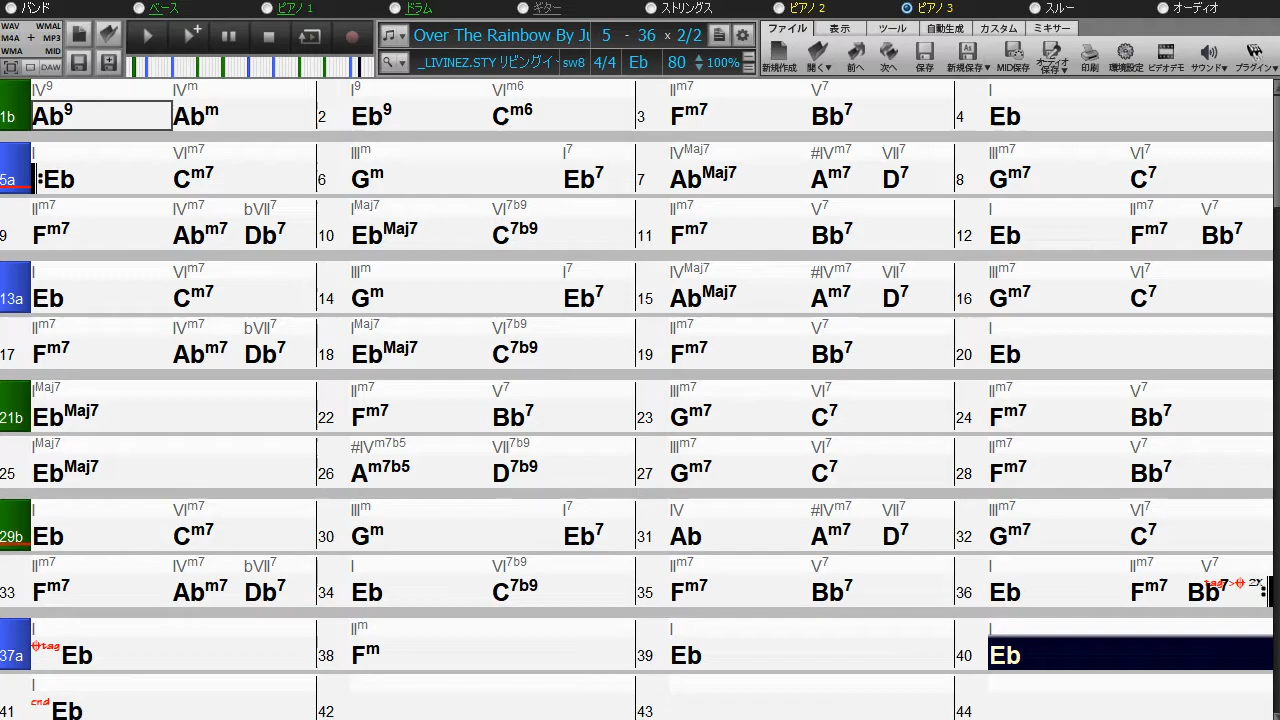 バンド ベース ピアノ 1 ドラム ギター ストリングス ピアノ 2 ピアノ 3 スルー オーディオ
WAV WMAL
M4A + MP3
WMA MID
DAW
Over The Rainbow By Ju 5 - 36 x 2/2
_LIVINEZ.STY リビングイ sw8 4/4 Eb 80 100%
ファイル 表示 ツール 自動生成 カスタム ミキサー
新規作成 開く▼ 前へ 次へ 保存 新規保存▼ MID保存 オーディオ保存▼ 印刷 環境設定 ビデオデモ サウンド▼ プラグイン▼
IV9 IVm I9 VIm6 IIm7 V7 I
1b Ab9 Abm 2 Eb9 Cm6 3 Fm7 Bb7 4 Eb
I VIm7 IIIm I7 IVMaj7 #IVm7 VII7 IIIm7 VI7
5a Eb Cm7 6 Gm Eb7 7 AbMaj7 Am7 D7 8 Gm7 C7
IIm7 IVm7 bVII7 IMaj7 VI7b9 IIm7 V7 I IIm7 V7
9 Fm7 Abm7 Db7 10 EbMaj7 C7b9 11 Fm7 Bb7 12 Eb Fm7 Bb7
I VIm7 IIIm I7 IVMaj7 #IVm7 VII7 IIIm7 VI7
13a Eb Cm7 14 Gm Eb7 15 AbMaj7 Am7 D7 16 Gm7 C7
IIm7 IVm7 bVII7 IMaj7 VI7b9 IIm7 V7 I
17 Fm7 Abm7 Db7 18 EbMaj7 C7b9 19 Fm7 Bb7 20 Eb
IMaj7 IIm7 V7 IIIm7 VI7 IIm7 V7
21b EbMaj7 22 Fm7 Bb7 23 Gm7 C7 24 Fm7 Bb7
IMaj7 #IVm7b5 VII7b9 IIIm7 VI7 IIm7 V7
25 EbMaj7 26 Am7b5 D7b9 27 Gm7 C7 28 Fm7 Bb7
I VIm7 IIIm I7 IV #IVm7 VII7 IIIm7 VI7
29b Eb Cm7 30 Gm Eb7 31 Ab Am7 D7 32 Gm7 C7
IIm7 IVm7 bVII7 I VI7b9 IIm7 V7 I IIm7 V7
33 Fm7 Abm7 Db7 34 Eb C7b9 35 Fm7 Bb7 36 Eb Fm7 Bb7 tag> 2x
I IIm I I
37a tag Eb 38 Fm 39 Eb 40 Eb
I
41 end Eb 42 43 44